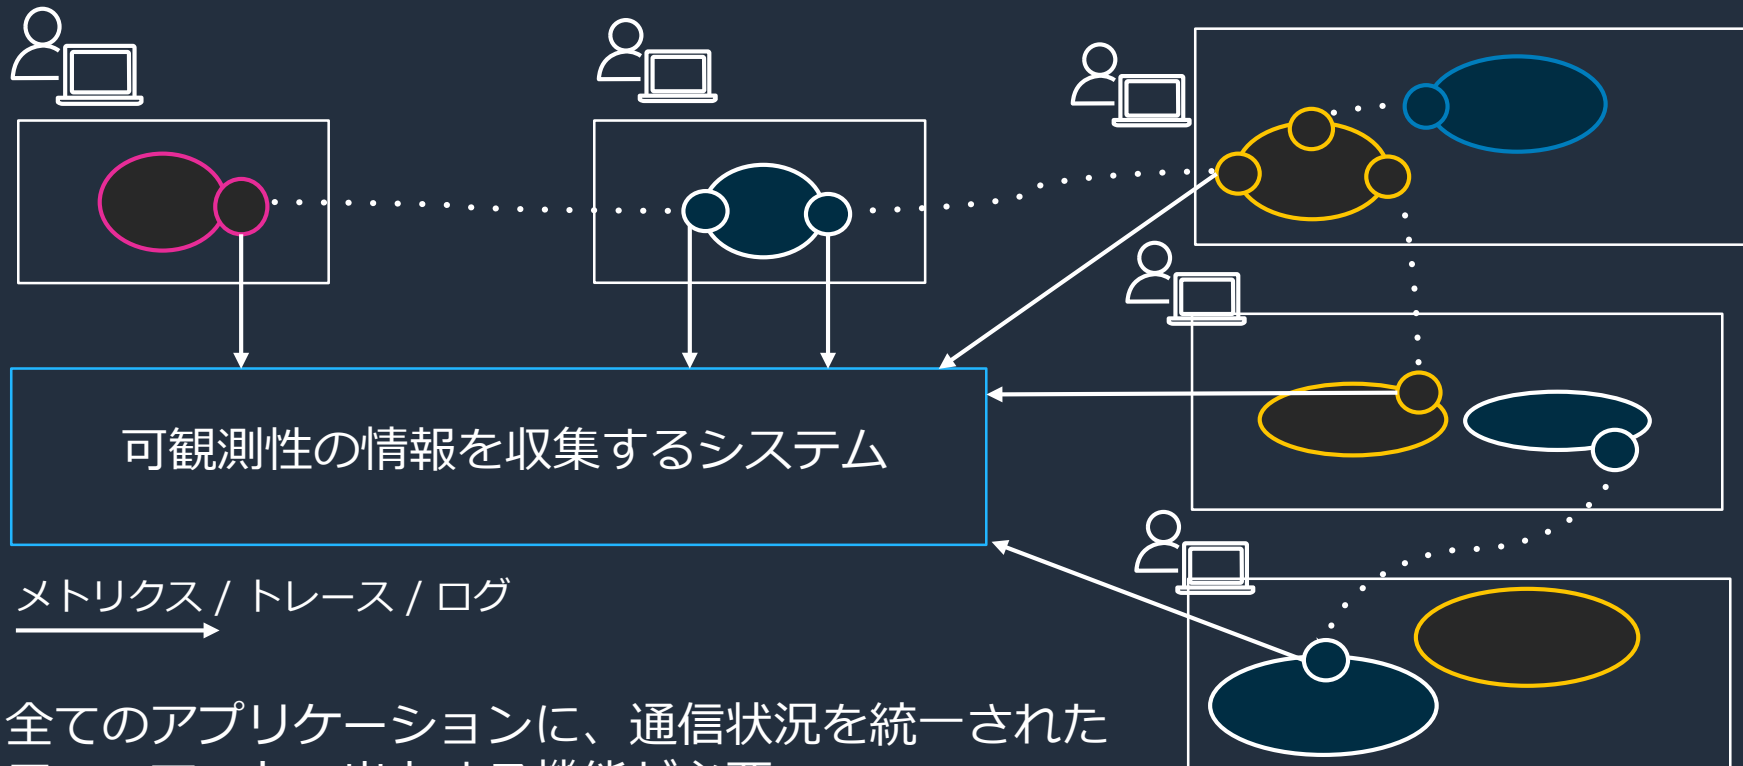 可観測性の情報を収集するシステム
メトリクス / トレース / ログ
全てのアプリケーションに、通信状況を統一された